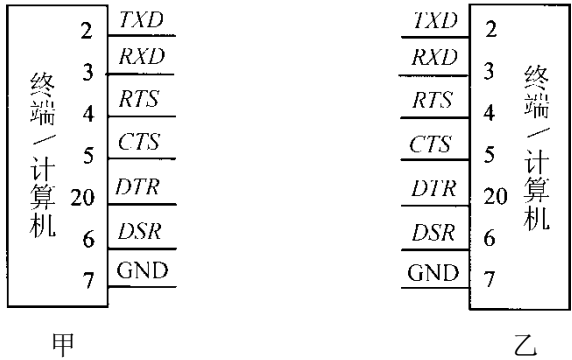 终端/计算机
2 TXD
3 RXD
4 RTS
5 CTS
20 DTR
6 DSR
7 GND
甲
TXD 2
RXD 3
RTS 4
CTS 5
DTR 20
DSR 6
GND 7
终端/计算机
乙